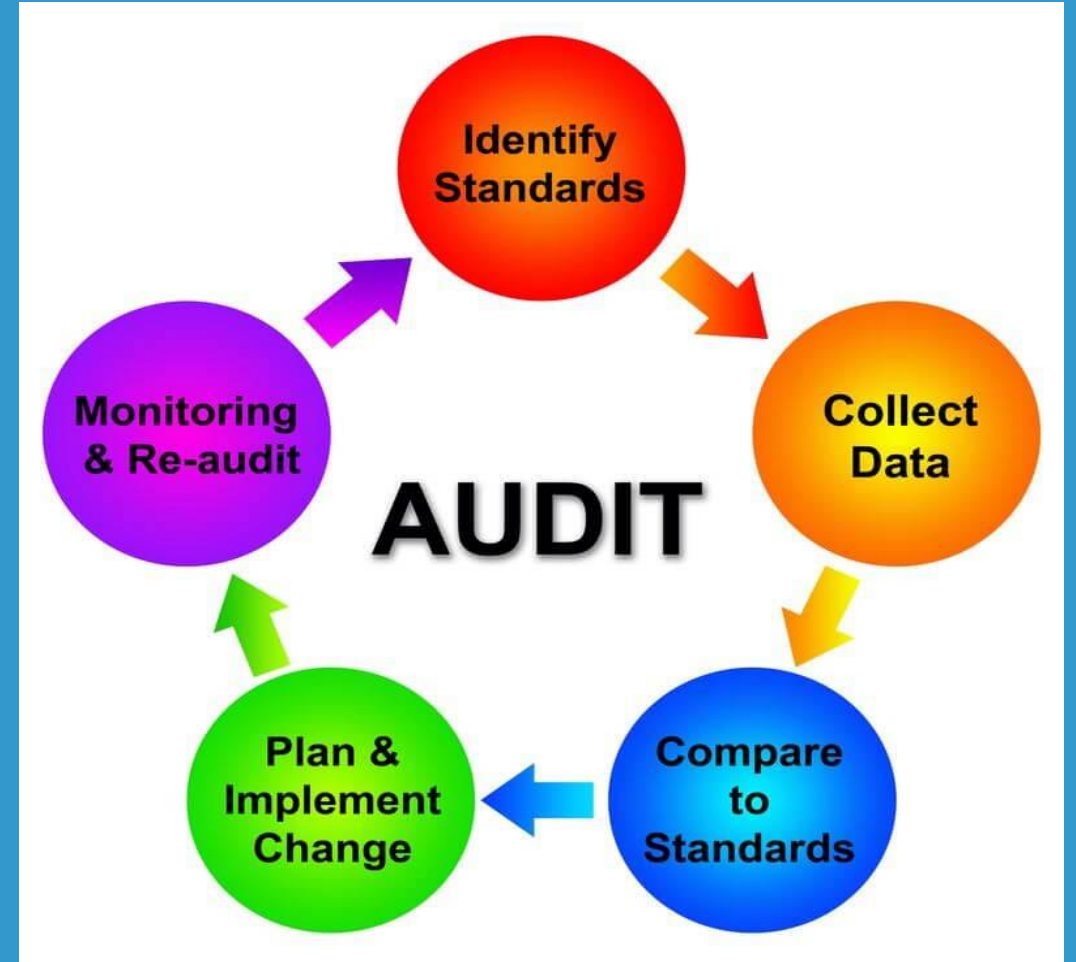 Identify
Standards
Collect
Data
Compare
to
Standards
Plan &
Implement
Change
Monitoring
& Re-audit
AUDIT